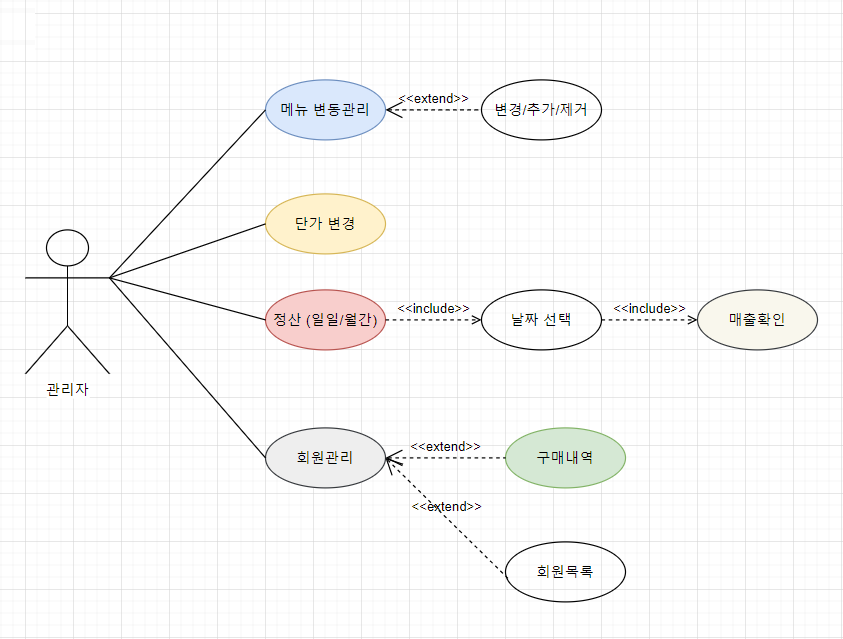 메뉴 변동관리
<<extend>>
변경/추가/제거
단가 변경
정산 (일일/월간)
<<include>>
날짜 선택
<<include>>
매출확인
관리자
회원관리
<<extend>>
구매내역
<<extend>>
회원목록